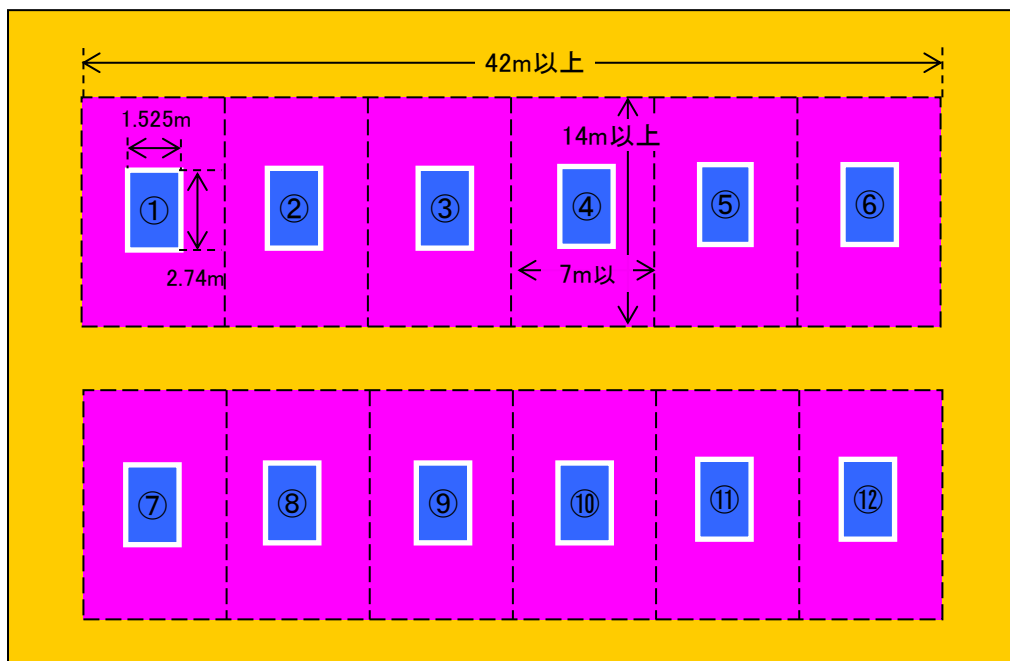 42m以上
1.525m
14m以上
① ② ③ ④ ⑤ ⑥
7m以
2.74m
⑦ ⑧ ⑨ ⑩ ⑪ ⑫